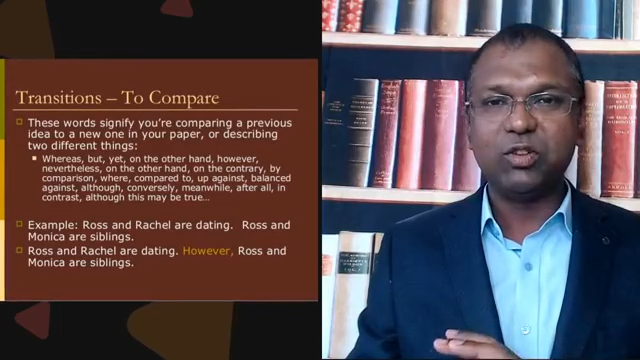 Transitions – To Compare
These words signify you're comparing a previous
idea to a new one in your paper, or describing
two different things:
Whereas, but, yet, on the other hand, however,
nevertheless, on the other hand, on the contrary, by
comparison, where, compared to, up against, balanced
against, although, conversely, meanwhile, after all, in
contrast, although this may be true…
Example: Ross and Rachel are dating. Ross and
Monica are siblings.
Ross and Rachel are dating. However, Ross and
Monica are siblings.